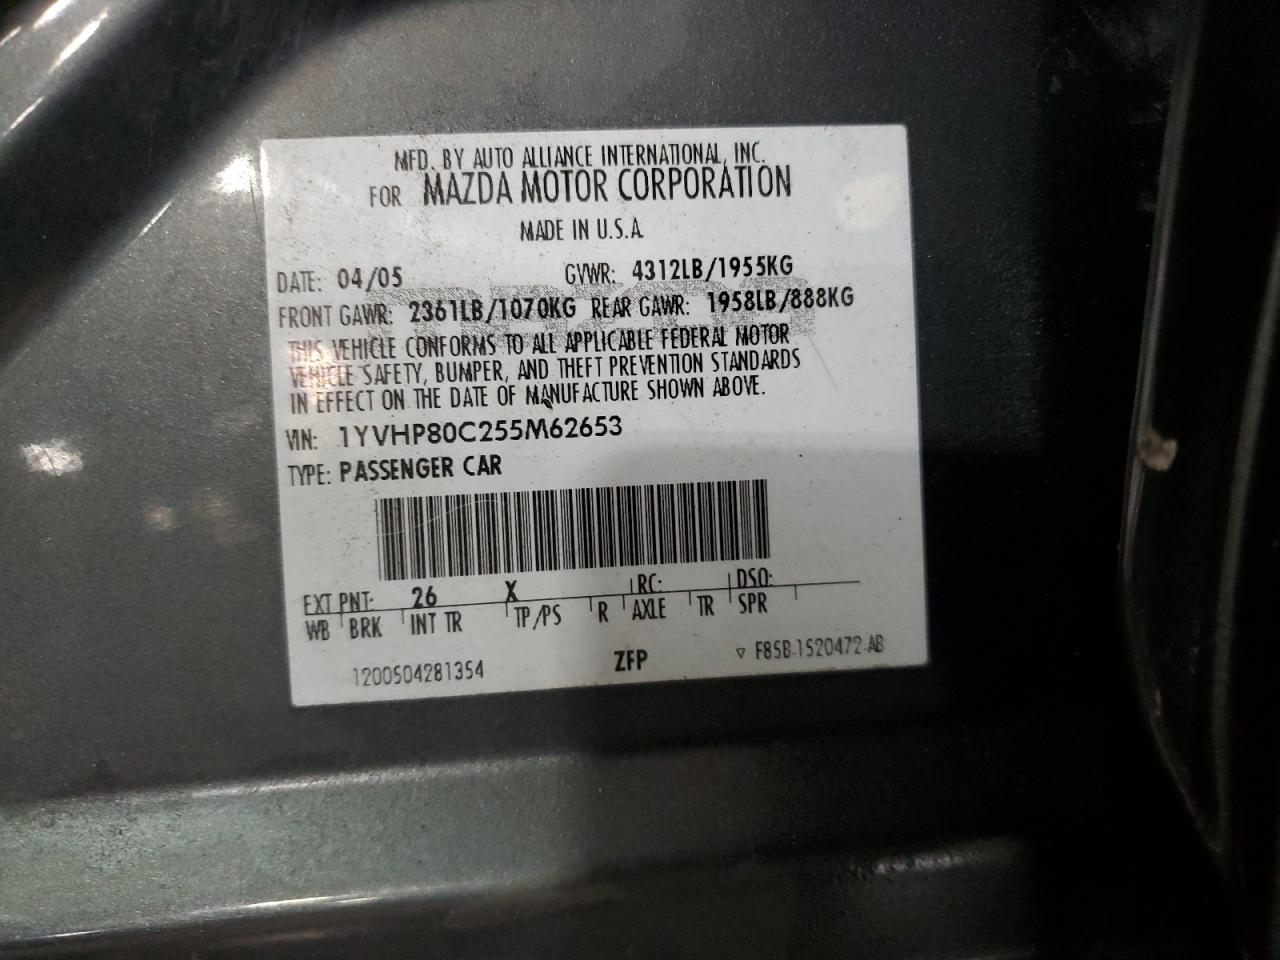 MFD. BY AUTO ALLIANCE INTERNATIONAL, INC.
FOR MAZDA MOTOR CORPORATION
MADE IN U.S.A.
DATE: 04/05 GVWR: 4312LB/1955KG
FRONT GAWR: 2361LB/1070KG REAR GAWR: 1958LB/888KG
THIS VEHICLE CONFORMS TO ALL APPLICABLE FEDERAL MOTOR
VEHICLE SAFETY, BUMPER, AND THEFT PREVENTION STANDARDS
IN EFFECT ON THE DATE OF MANUFACTURE SHOWN ABOVE.
VIN: 1YVHP80C255M62653
TYPE: PASSENGER CAR
EXT PNT: 26 X RC: DSO:
WB BRK INT TR TP/PS R AXLE TR SPR
1200504281354 ZFP ▽ F85B-1520472-AB